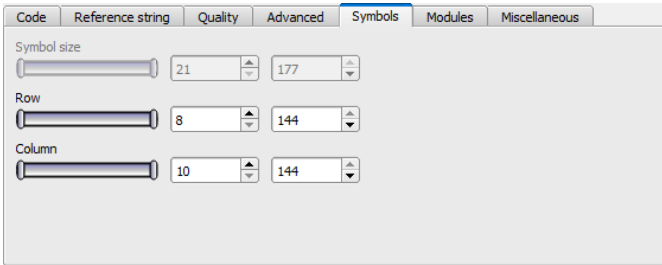 Code Reference string Quality Advanced Symbols Modules Miscellaneous
Symbol size
21 177
Row
8 144
Column
10 144